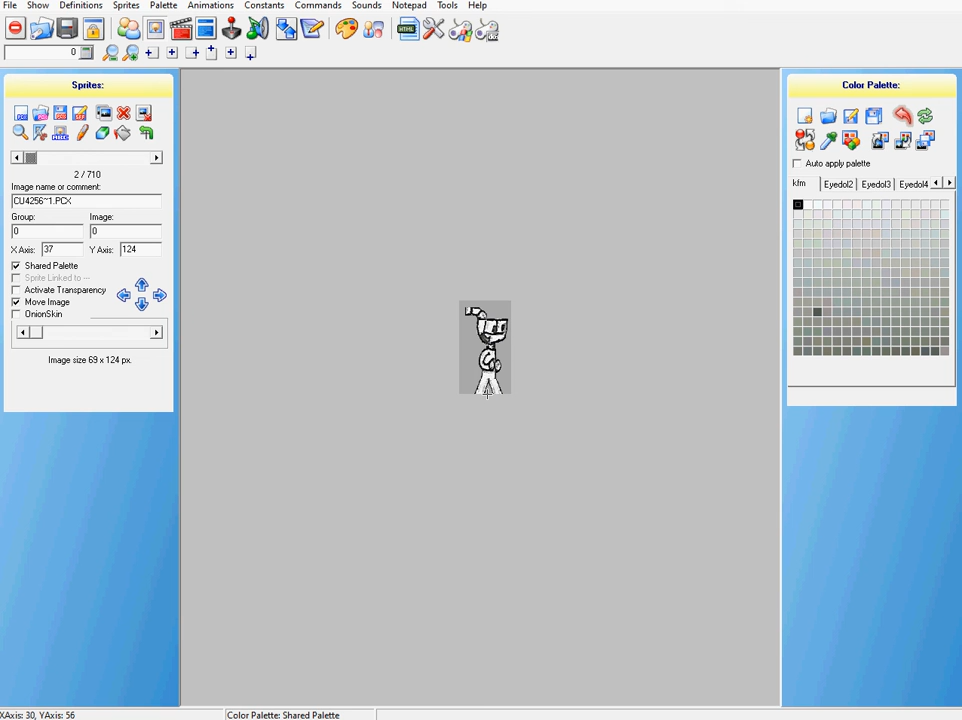 File Show Definitions Sprites Palette Animations Constants Commands Sounds Notepad Tools Help
0
Sprites:
2 / 710
Image name or comment:
CU4256~1.PCX
Group: Image:
0 0
X Axis: 37 Y Axis: 124
Shared Palette
Sprite Linked to --
Activate Transparency
Move Image
OnionSkin
Image size 69 x 124 px.
Color Palette:
Auto apply palette
kfm Eyedol2 Eyedol3 Eyedol4
XAxis: 30, YAxis: 56 Color Palette: Shared Palette